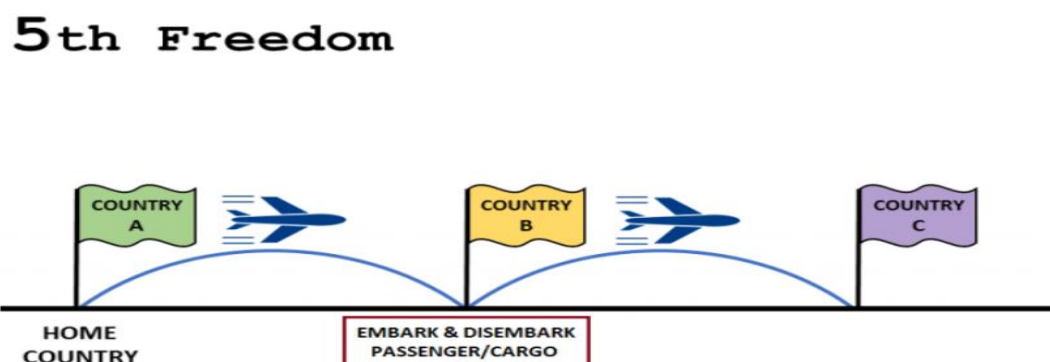 5th Freedom
COUNTRY
A
COUNTRY
B
COUNTRY
C
HOME
COUNTRY
EMBARK & DISEMBARK
PASSENGER/CARGO